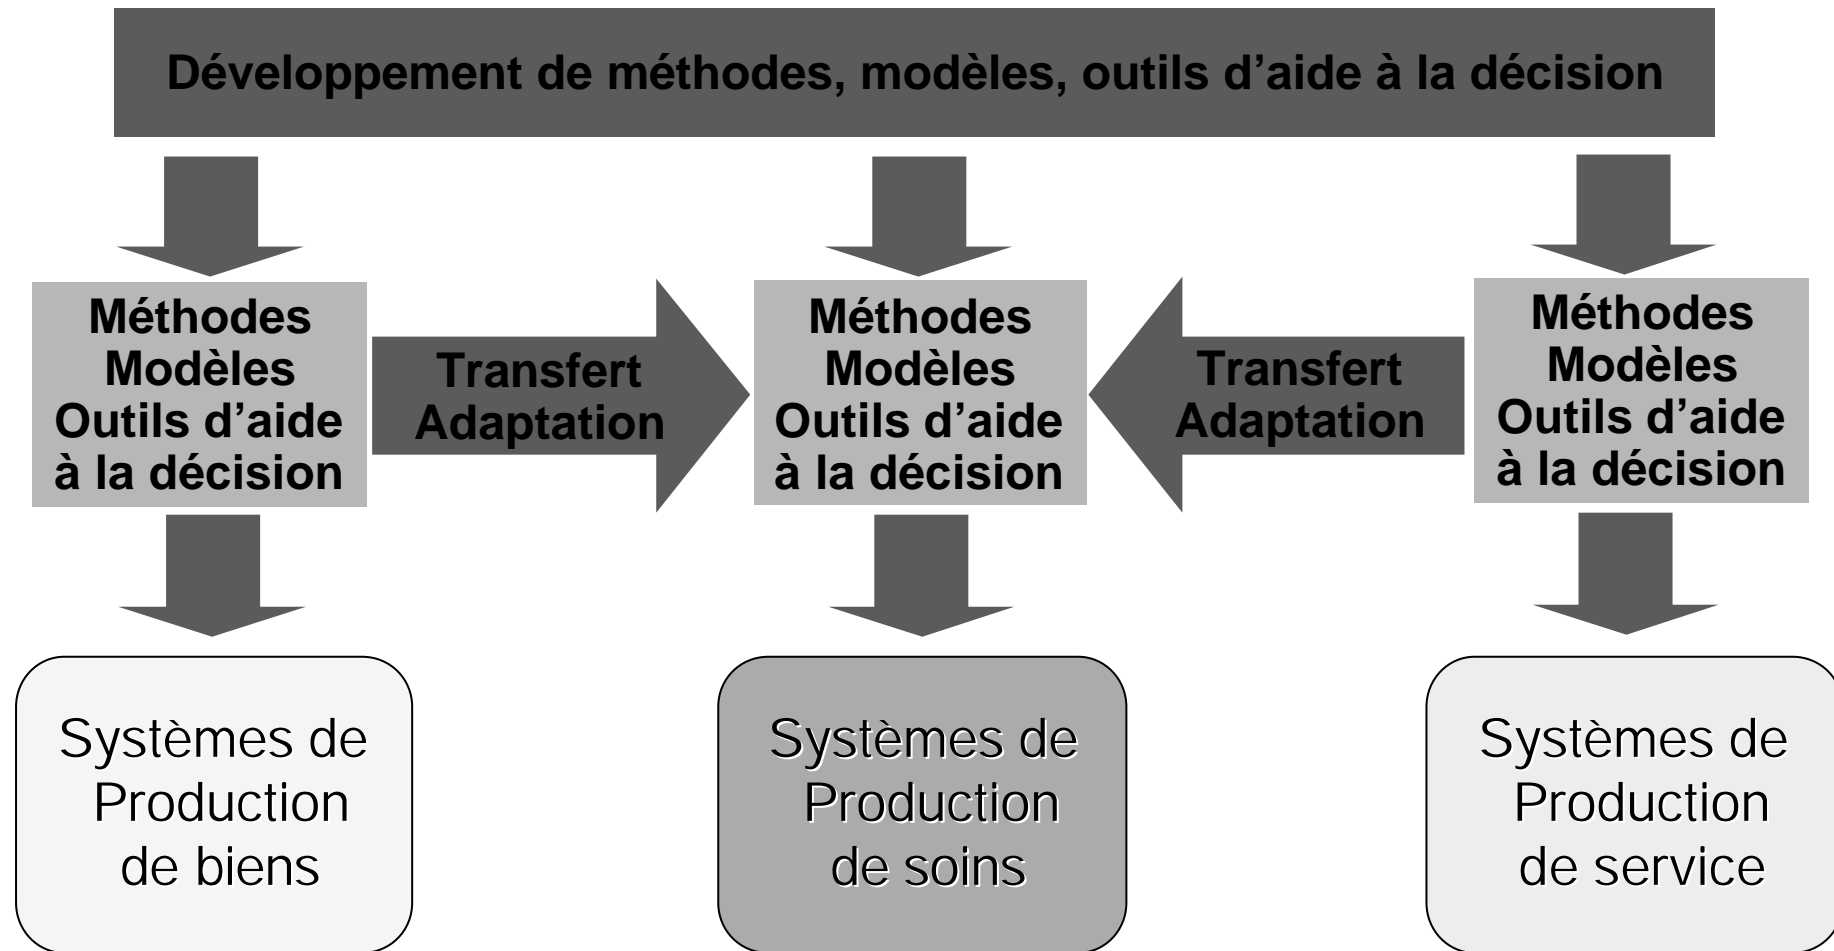 Développement de méthodes, modèles, outils d’aide à la décision
Méthodes
Modèles
Outils d’aide
à la décision
Transfert
Adaptation
Méthodes
Modèles
Outils d’aide
à la décision
Transfert
Adaptation
Méthodes
Modèles
Outils d’aide
à la décision
Systèmes de
Production
de biens
Systèmes de
Production
de soins
Systèmes de
Production
de service